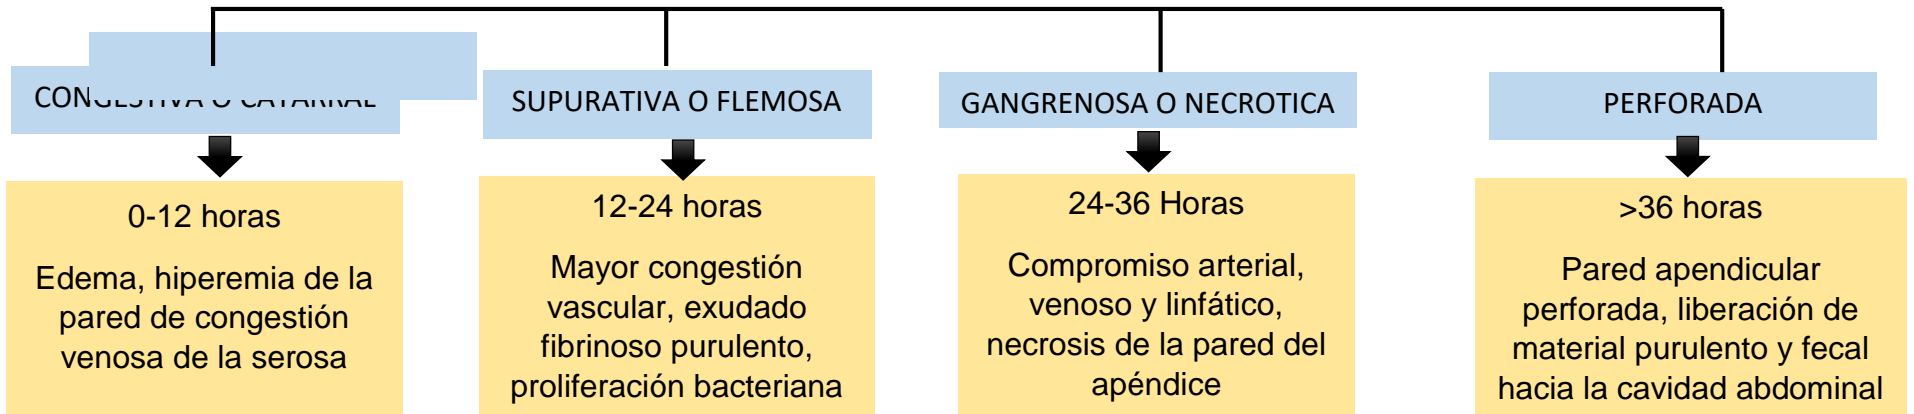 CONGESTIVA O CATARRAL
0-12 horas
Edema, hiperemia de la
pared de congestión
venosa de la serosa
SUPURATIVA O FLEMOSA
12-24 horas
Mayor congestión
vascular, exudado
fibrinoso purulento,
proliferación bacteriana
GANGRENOSA O NECROTICA
24-36 Horas
Compromiso arterial,
venoso y linfático,
necrosis de la pared del
apéndice
PERFORADA
>36 horas
Pared apendicular
perforada, liberación de
material purulento y fecal
hacia la cavidad abdominal